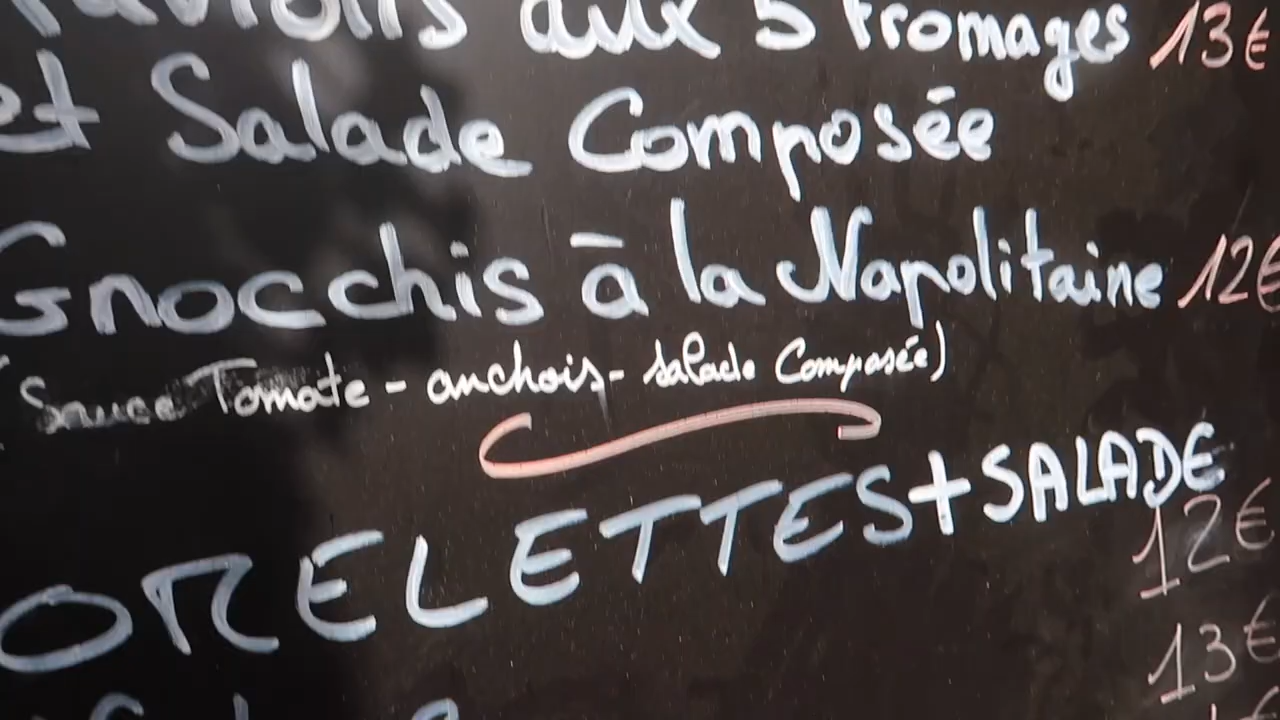 aux 5 Fromages 13€
et Salade Composée
Gnocchis à la Napolitaine 12€
(Sauce Tomate - anchois - salade Composée)
OMELETTES + SALADE
12€
13€